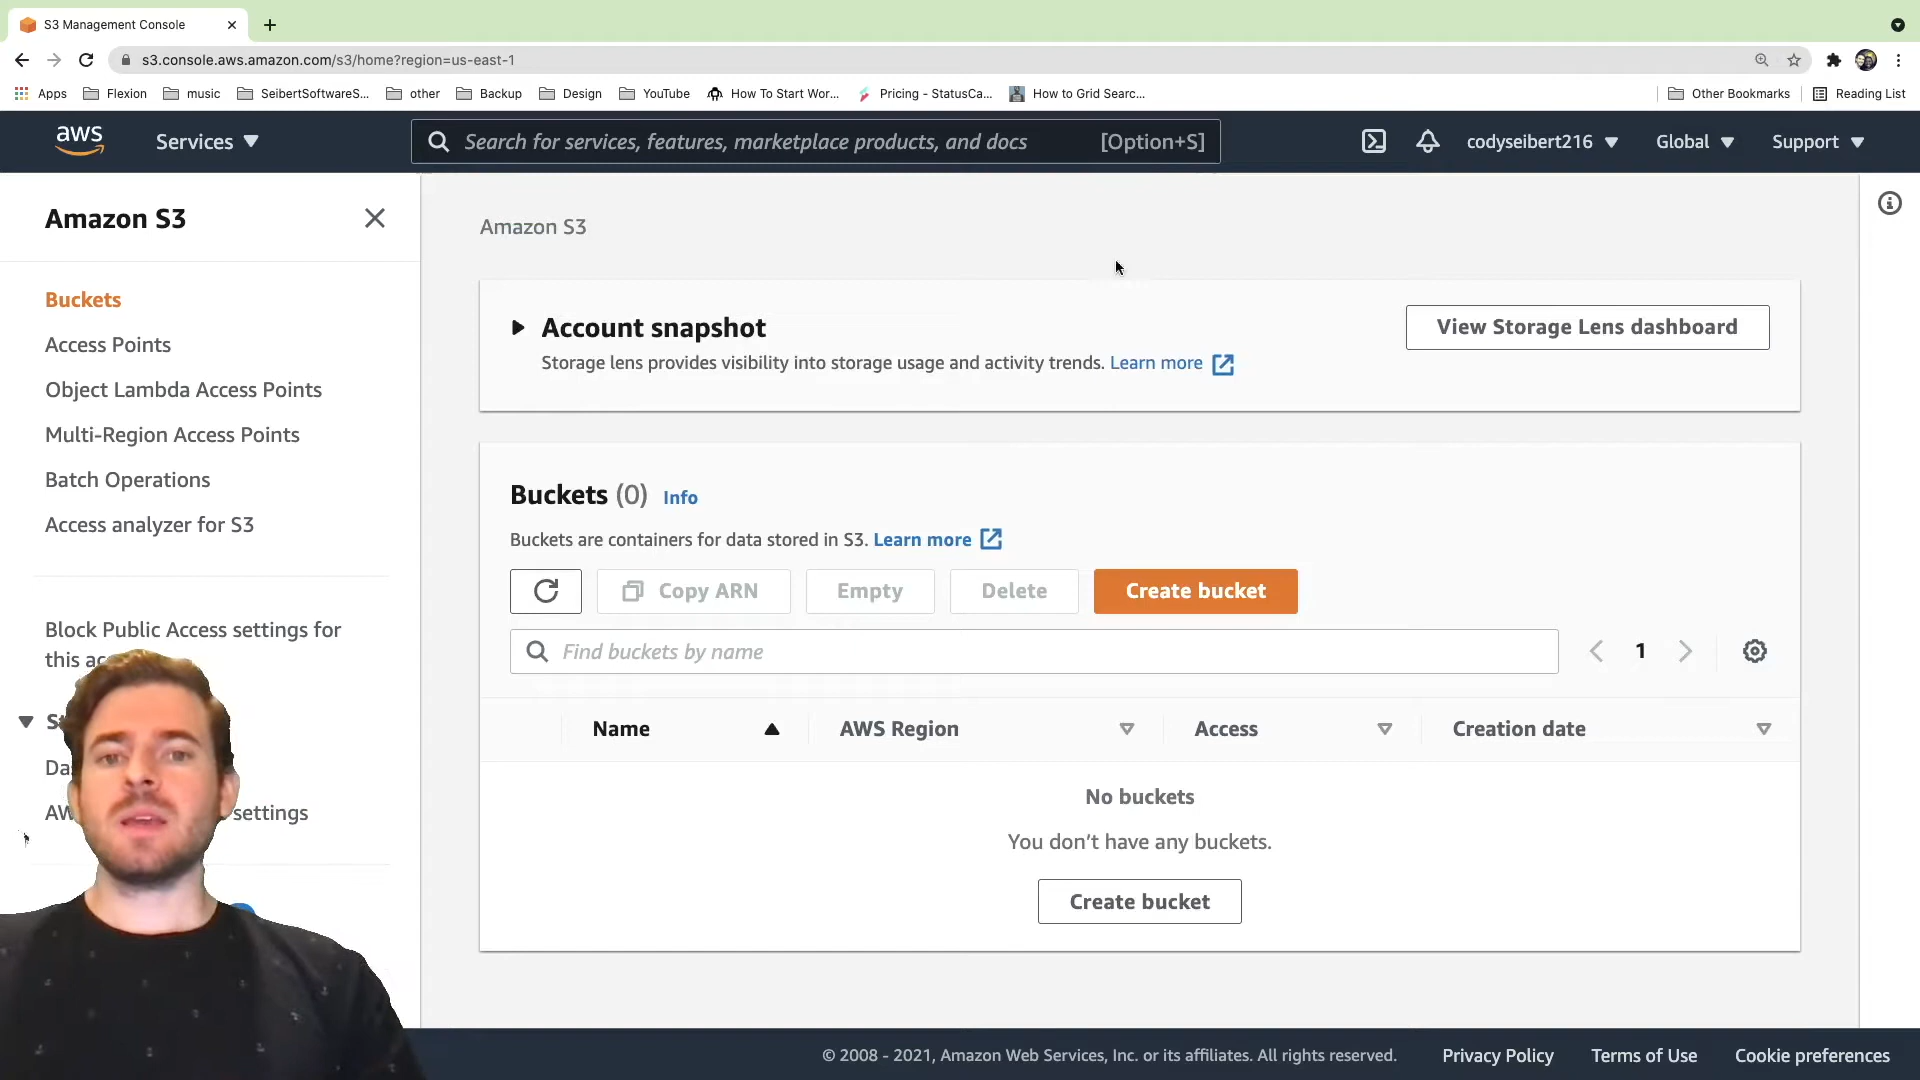 S3 Management Console
s3.console.aws.amazon.com/s3/home?region=us-east-1
Apps
Flexion
music
SeibertSoftwareS...
other
Backup
Design
YouTube
How To Start Wor...
Pricing - StatusCa...
How to Grid Searc...
Other Bookmarks
Reading List
aws
Services
Search for services, features, marketplace products, and docs
[Option+S]
codyseibert216
Global
Support
Amazon S3
Buckets
Access Points
Object Lambda Access Points
Multi-Region Access Points
Batch Operations
Access analyzer for S3
Block Public Access settings for
this
settings
Amazon S3
Account snapshot
View Storage Lens dashboard
Storage lens provides visibility into storage usage and activity trends. Learn more
Buckets (0) Info
Buckets are containers for data stored in S3. Learn more
Copy ARN
Empty
Delete
Create bucket
Find buckets by name
1
Name
AWS Region
Access
Creation date
No buckets
You don't have any buckets.
Create bucket
© 2008 - 2021, Amazon Web Services, Inc. or its affiliates. All rights reserved.
Privacy Policy
Terms of Use
Cookie preferences